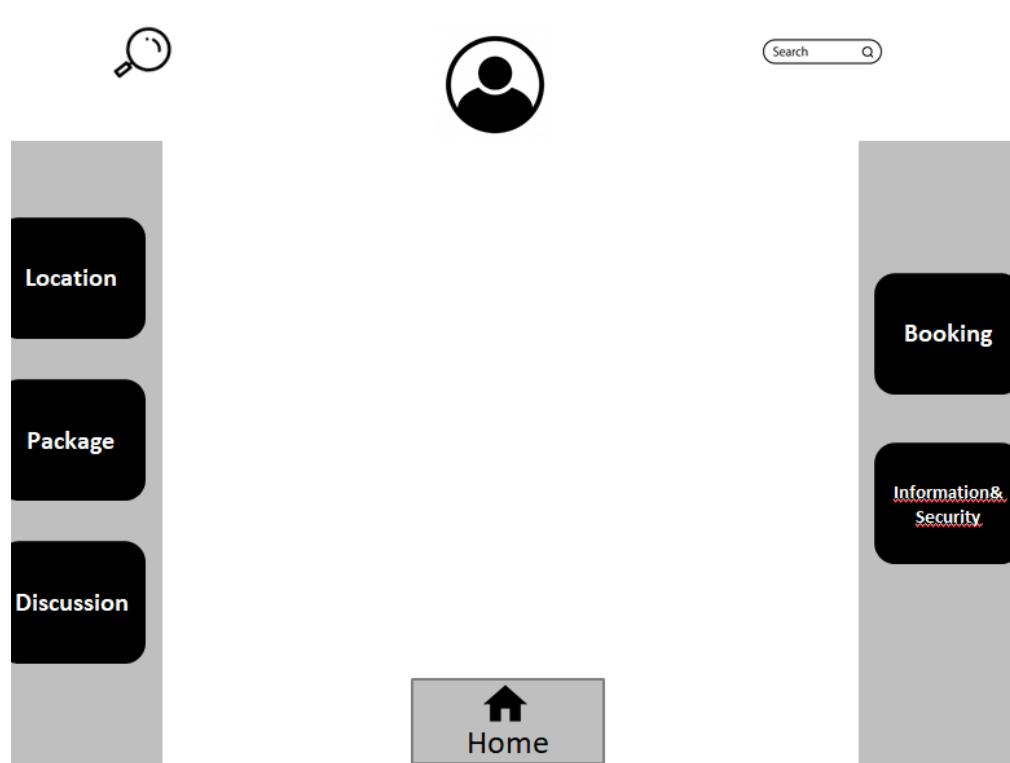 Search
Location
Package
Discussion
Booking
Information&
Security
Home